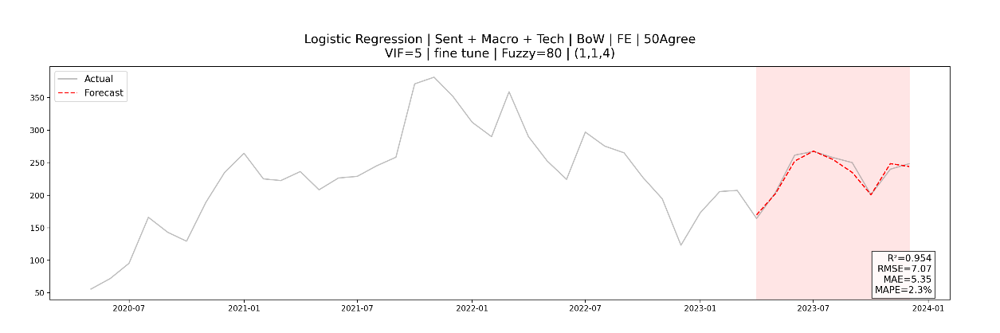 Logistic Regression | Sent + Macro + Tech | BoW | FE | 50Agree
VIF=5 | fine tune | Fuzzy=80 | (1,1,4)
Actual
Forecast
350
300
250
200
150
100
50
R²=0.954
RMSE=7.07
MAE=5.35
MAPE=2.3%
2020-07
2021-01
2021-07
2022-01
2022-07
2023-01
2023-07
2024-01